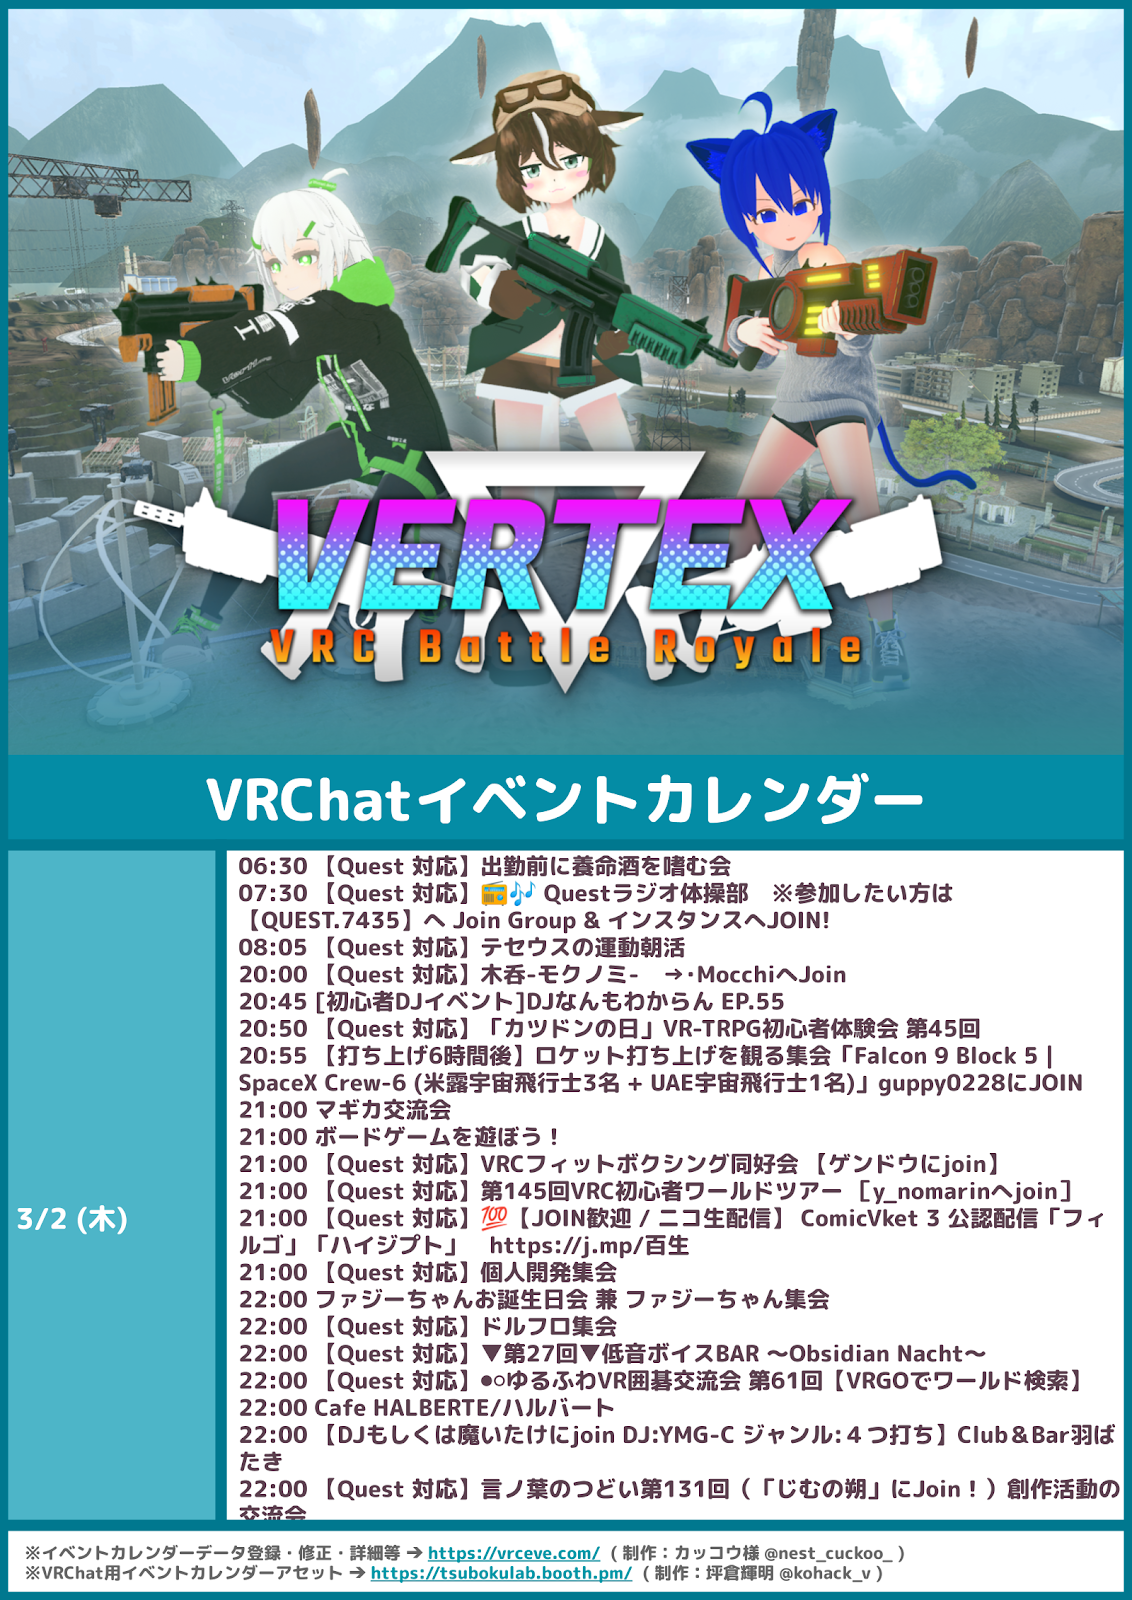 VERTEX
VRC Battle Royale
VRChatイベントカレンダー
3/2 (木)
06:30 【Quest 対応】出勤前に養命酒を嗜む会
07:30 【Quest 対応】📻🎶 Questラジオ体操部　※参加したい方は
【QUEST.7435】へ Join Group & インスタンスへJOIN!
08:05 【Quest 対応】テセウスの運動朝活
20:00 【Quest 対応】木呑-モクノミ-　→･MocchiへJoin
20:45 [初心者DJイベント]DJなんもわからん EP.55
20:50 【Quest 対応】「カツドンの日」VR-TRPG初心者体験会 第45回
20:55 【打ち上げ6時間後】ロケット打ち上げを観る集会「Falcon 9 Block 5 |
SpaceX Crew-6 (米露宇宙飛行士3名 + UAE宇宙飛行士1名)」guppy0228にJOIN
21:00 マギカ交流会
21:00 ボードゲームを遊ぼう！
21:00 【Quest 対応】VRCフィットボクシング同好会 【ゲンドウにjoin】
21:00 【Quest 対応】第145回VRC初心者ワールドツアー ［y_nomarinへjoin］
21:00 【Quest 対応】💯【JOIN歓迎 / ニコ生配信】 ComicVket 3 公認配信「フィ
ルゴ」「ハイジプト」　https://j.mp/百生
21:00 【Quest 対応】個人開発集会
22:00 ファジーちゃんお誕生日会 兼 ファジーちゃん集会
22:00 【Quest 対応】ドルフロ集会
22:00 【Quest 対応】▼第27回▼低音ボイスBAR ～Obsidian Nacht～
22:00 【Quest 対応】●○ゆるふわVR囲碁交流会 第61回【VRGOでワールド検索】
22:00 Cafe HALBERTE/ハルバート
22:00 【DJもしくは魔いたけにjoin DJ:YMG-C ジャンル:４つ打ち】Club＆Bar羽ば
たき
22:00 【Quest 対応】言ノ葉のつどい第131回（「じむの朔」にJoin！）創作活動の
交流会
※イベントカレンダーデータ登録・修正・詳細等 → https://vrceve.com/ ( 制作：カッコウ様 @nest_cuckoo_ )
※VRChat用イベントカレンダーアセット → https://tsubokulab.booth.pm/ ( 制作：坪倉輝明 @kohack_v )